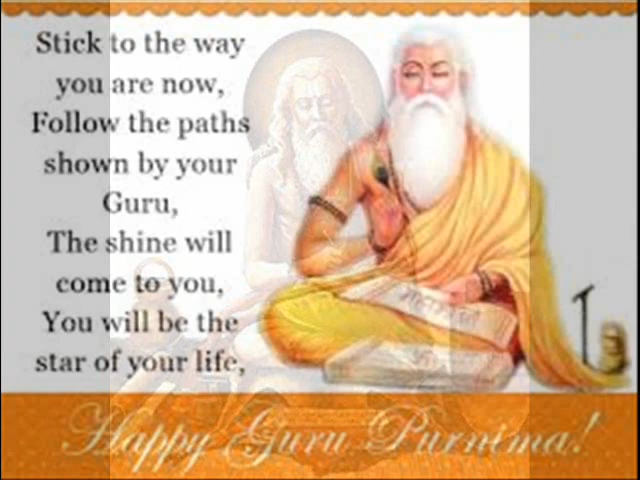 Stick to the way
you are now,
Follow the paths
shown by your
Guru,
The shine will
come to you,
You will be the
star of your life,
Happy Guru Purnima!